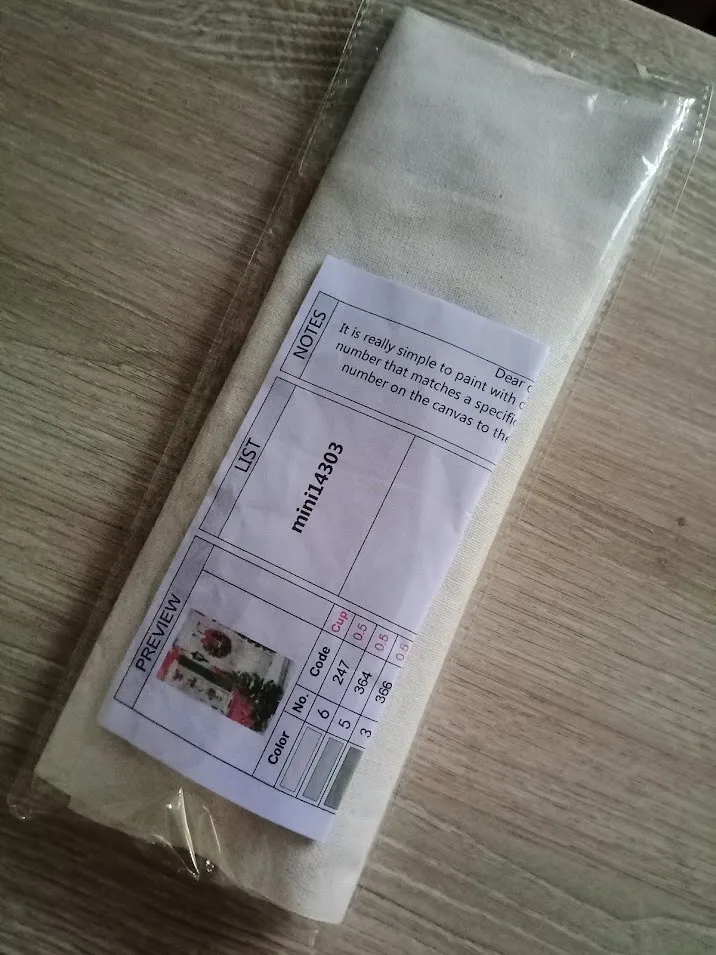 NOTES
Dear
It is really simple to paint with
number that matches a specific
number on the canvas to the
LIST
mini14303
PREVIEW
Color No. Code Cup
6 247 0.5
5 364 0.5
3 366 0.5